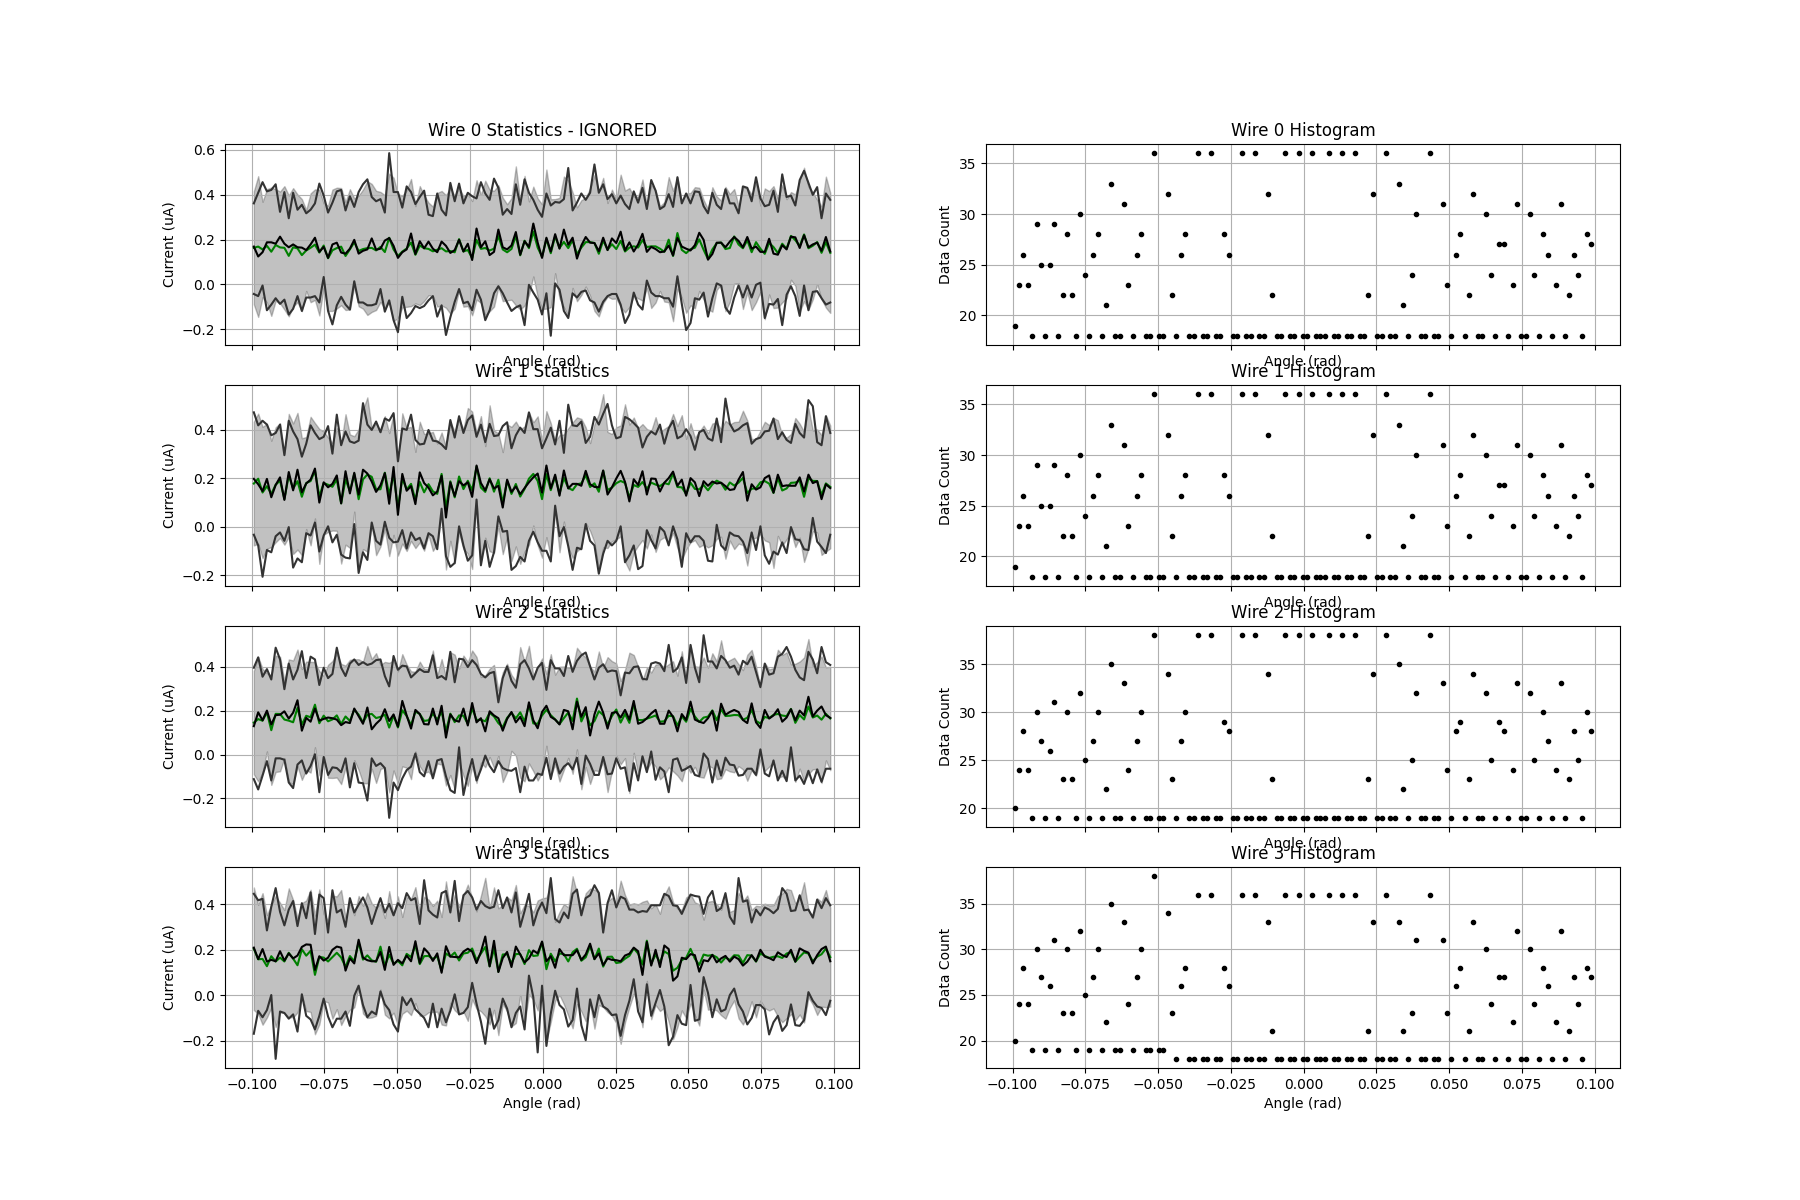 Wire 0 Statistics - IGNORED
Wire 0 Histogram
0.6
0.4
0.2
0.0
−0.2
Current (uA)
Angle (rad)
35
30
25
20
Data Count
Angle (rad)
Wire 1 Statistics
Wire 1 Histogram
0.4
0.2
0.0
−0.2
Current (uA)
Angle (rad)
35
30
25
20
Data Count
Angle (rad)
Wire 2 Statistics
Wire 2 Histogram
0.4
0.2
0.0
−0.2
Current (uA)
Angle (rad)
35
30
25
20
Data Count
Angle (rad)
Wire 3 Statistics
Wire 3 Histogram
0.4
0.2
0.0
−0.2
Current (uA)
−0.100 −0.075 −0.050 −0.025 0.000 0.025 0.050 0.075 0.100
Angle (rad)
35
30
25
20
Data Count
−0.100 −0.075 −0.050 −0.025 0.000 0.025 0.050 0.075 0.100
Angle (rad)